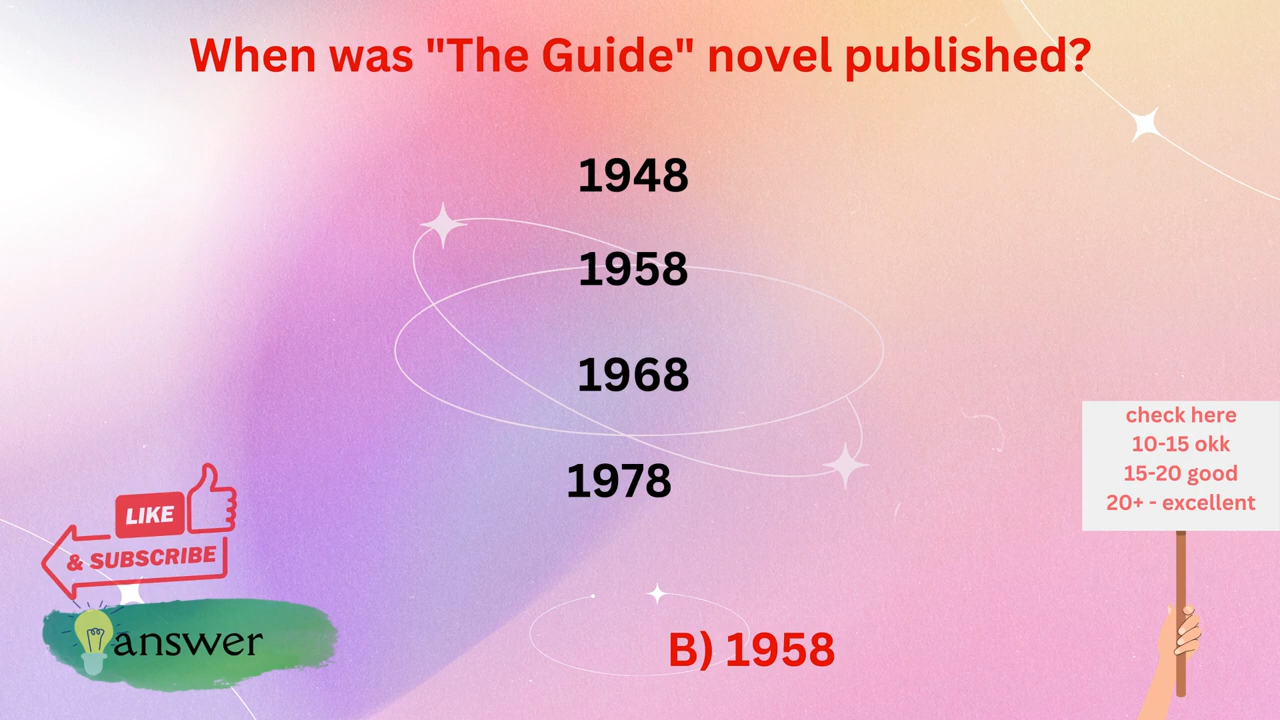 When was "The Guide" novel published?
1948
1958
1968
1978
check here
10-15 okk
15-20 good
20+ - excellent
LIKE
& SUBSCRIBE
answer
B) 1958